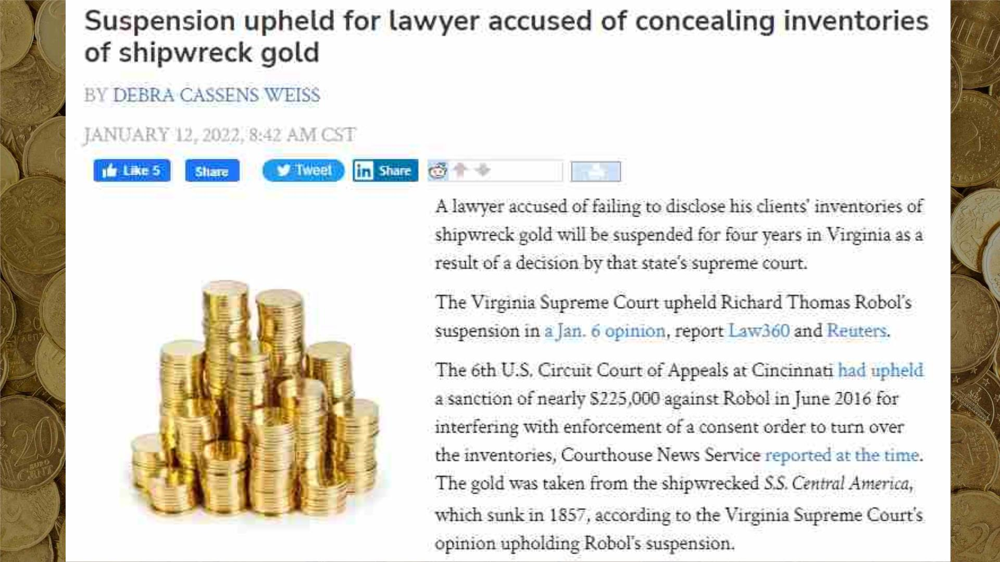 Suspension upheld for lawyer accused of concealing inventories
of shipwreck gold
BY DEBRA CASSENS WEISS
JANUARY 12, 2022, 8:42 AM CST
Like 5
Share
Tweet
in Share
A lawyer accused of failing to disclose his clients' inventories of
shipwreck gold will be suspended for four years in Virginia as a
result of a decision by that state's supreme court.
The Virginia Supreme Court upheld Richard Thomas Robol's
suspension in a Jan. 6 opinion, report Law360 and Reuters.
The 6th U.S. Circuit Court of Appeals at Cincinnati had upheld
a sanction of nearly $225,000 against Robol in June 2016 for
interfering with enforcement of a consent order to turn over
the inventories, Courthouse News Service reported at the time.
The gold was taken from the shipwrecked S.S. Central America,
which sunk in 1857, according to the Virginia Supreme Court's
opinion upholding Robol's suspension.
20
EURO
CENT